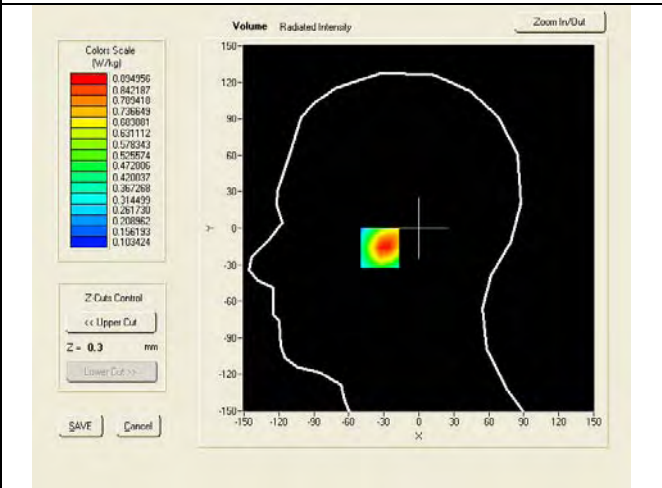 Volume Radiated Intensity
Zoom In/Out
Colors Scale
(W/kg)
0.894956
0.842187
0.789418
0.736649
0.683881
0.631112
0.578343
0.525574
0.472806
0.420037
0.367268
0.314499
0.261730
0.208962
0.156193
0.103424
Z Cuts Control
<< Upper Cut
Z = 0.3 mm
Lower Cut >>
SAVE Cancel
150
120
90
60
30
0
-30
-60
-90
-120
-150
Y
-150 -120 -90 -60 -30 0 30 60 90 120 150
X